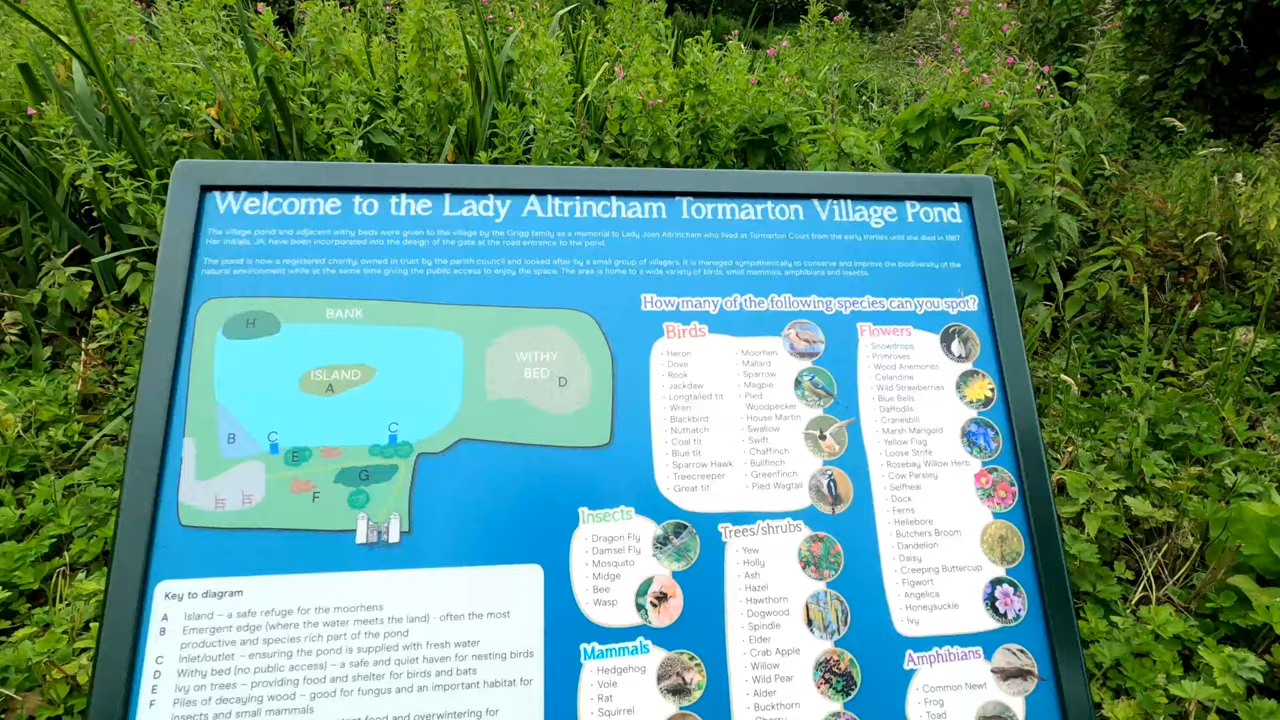 Welcome to the Lady Altrincham Tormarton Village Pond
The village pond and adjacent withy beds were given to the village by the Grigg family as a memorial to Lady Joan Altrincham who lived at Tormarton Court from the early thirties until she died in 1987.
Her initials, JA, have been incorporated into the design of the gate at the road entrance to the pond.
The pond is now a registered charity, owned in trust by the parish council and looked after by a small group of villagers. It is managed sympathetically to conserve and improve the biodiversity of the
natural environment while at the same time giving the public access to enjoy the space. The area is home to a wide variety of birds, small mammals, amphibians and insects.
H
BANK
ISLAND
A
WITHY
BED
D
B
C
C
E
G
F
How many of the following species can you spot?
Birds
· Heron
· Dove
· Rook
· Jackdaw
· Longtailed tit
· Wren
· Blackbird
· Nuthatch
· Coal tit
· Blue tit
· Sparrow Hawk
· Treecreeper
· Great tit
· Moorhen
· Mallard
· Sparrow
· Magpie
· Pied
Woodpecker
· House Martin
· Swallow
· Swift
· Chaffinch
· Bullfinch
· Greenfinch
· Pied Wagtail
Flowers
· Snowdrops
· Primroses
· Wood Anemones
· Celandine
· Wild Strawberries
· Blue Bells
· Daffodils
· Cranesbill
· Marsh Marigold
· Yellow Flag
· Loose Strife
· Rosebay Willow Herb
· Cow Parsley
· Selfheal
· Dock
· Ferns
· Hellebore
· Butchers Broom
· Dandelion
· Daisy
· Creeping Buttercup
· Figwort
· Angelica
· Honeysuckle
· Ivy
Insects
· Dragon Fly
· Damsel Fly
· Mosquito
· Midge
· Bee
· Wasp
Trees/shrubs
· Yew
· Holly
· Ash
· Hazel
· Hawthorn
· Dogwood
· Spindle
· Elder
· Crab Apple
· Willow
· Wild Pear
· Alder
· Buckthorn
· Cherry
Mammals
· Hedgehog
· Vole
· Rat
· Squirrel
Amphibians
· Common Newt
· Frog
· Toad
Key to diagram
A Island – a safe refuge for the moorhens
B Emergent edge (where the water meets the land) - often the most
productive and species rich part of the pond
C Inlet/outlet – ensuring the pond is supplied with fresh water
D Withy bed (no public access) – a safe and quiet haven for nesting birds
E Ivy on trees – providing food and shelter for birds and bats
F Piles of decaying wood – good for fungus and an important habitat for
insects and small mammals
food and overwintering for